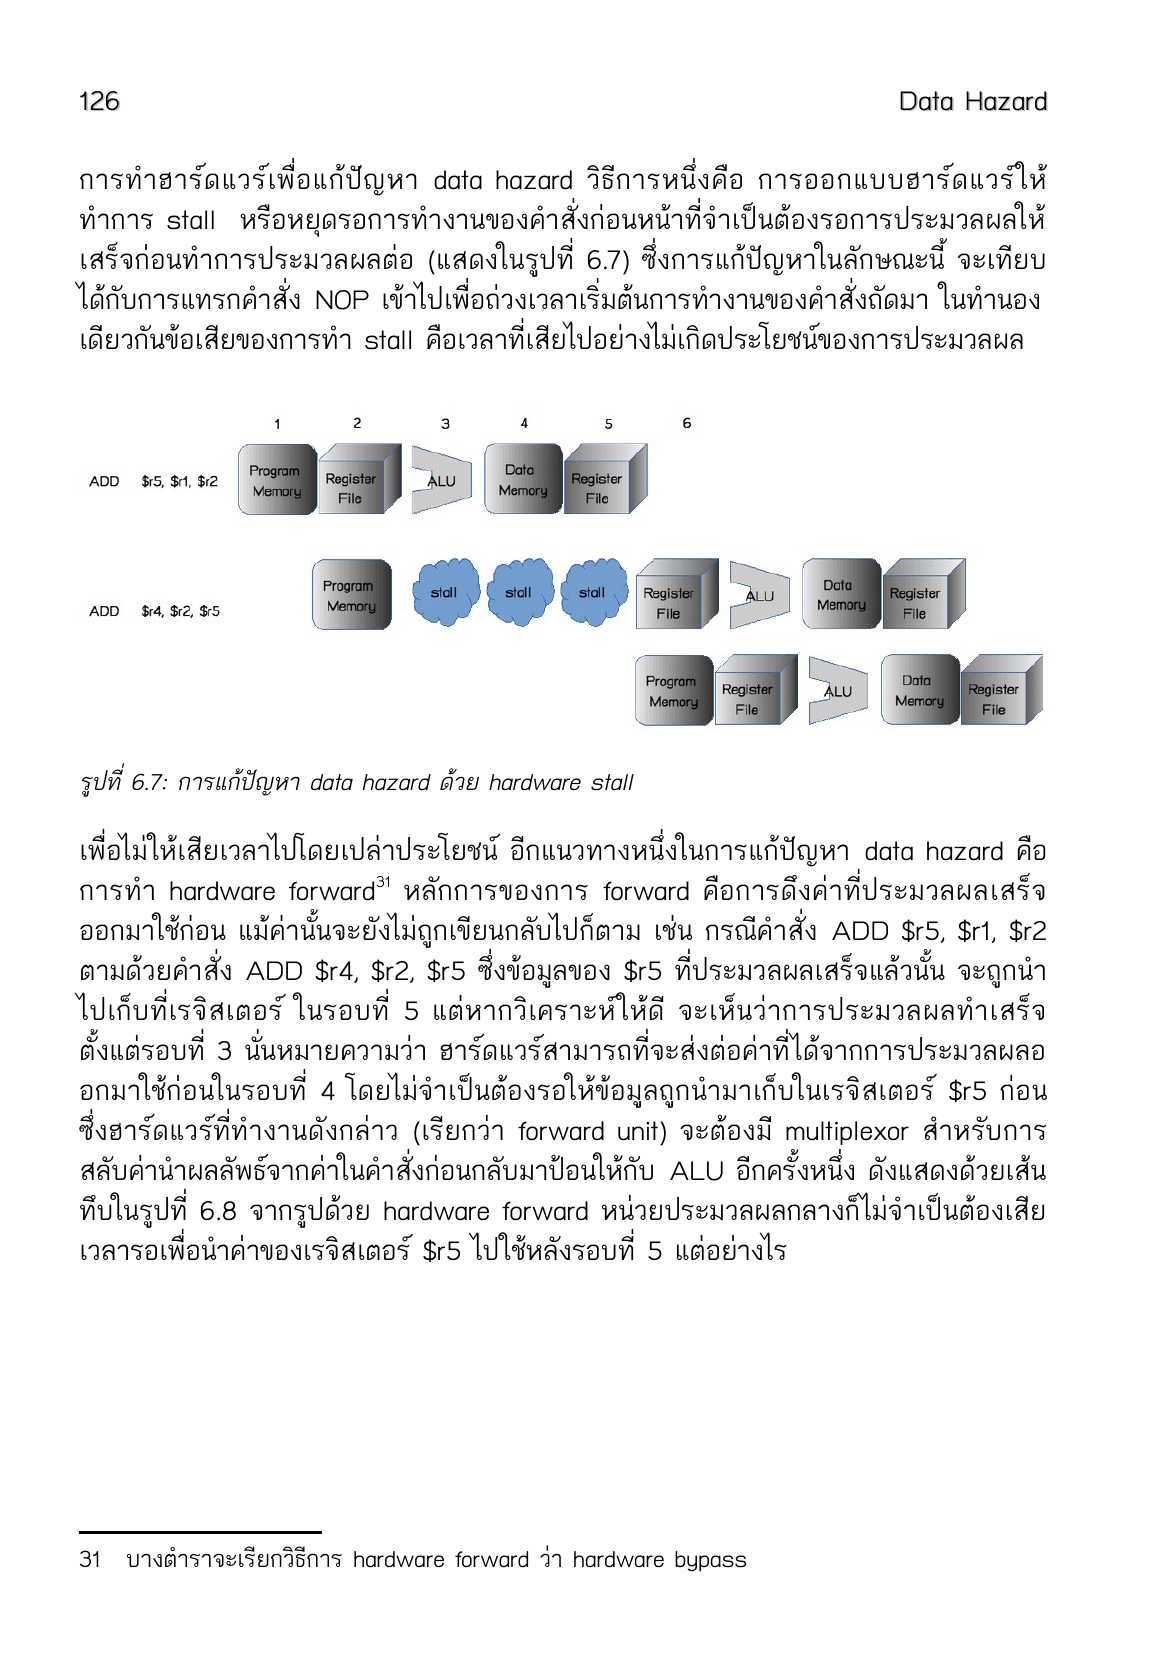 126 Data Hazard
การทำฮาร์ดแวร์เพื่อแก้ปัญหา data hazard วิธีการหนึ่งคือ การออกแบบฮาร์ดแวร์ให้
ทำการ stall หรือหยุดรอการทำงานของคำสั่งก่อนหน้าที่จำเป็นต้องรอการประมวลผลให้
เสร็จก่อนทำการประมวลผลต่อ (แสดงในรูปที่ 6.7) ซึ่งการแก้ปัญหาในลักษณะนี้ จะเทียบ
ได้กับการแทรกคำสั่ง NOP เข้าไปเพื่อถ่วงเวลาเริ่มต้นการทำงานของคำสั่งถัดมา ในทำนอง
เดียวกันข้อเสียของการทำ stall คือเวลาที่เสียไปอย่างไม่เกิดประโยชน์ของการประมวลผล
1 2 3 4 5 6
ADD $r5, $r1, $r2
Program Memory
Register File
ALU
Data Memory
Register File
ADD $r4, $r2, $r5
Program Memory
stall
stall
stall
Register File
ALU
Data Memory
Register File
Program Memory
Register File
ALU
Data Memory
Register File
รูปที่ 6.7: การแก้ปัญหา data hazard ด้วย hardware stall
เพื่อไม่ให้เสียเวลาไปโดยเปล่าประโยชน์ อีกแนวทางหนึ่งในการแก้ปัญหา data hazard คือ
การทำ hardware forward31 หลักการของการ forward คือการดึงค่าที่ประมวลผลเสร็จ
ออกมาใช้ก่อน แม้ค่านั้นจะยังไม่ถูกเขียนกลับไปก็ตาม เช่น กรณีคำสั่ง ADD $r5, $r1, $r2
ตามด้วยคำสั่ง ADD $r4, $r2, $r5 ซึ่งข้อมูลของ $r5 ที่ประมวลผลเสร็จแล้วนั้น จะถูกนำ
ไปเก็บที่เรจิสเตอร์ ในรอบที่ 5 แต่หากวิเคราะห์ให้ดี จะเห็นว่าการประมวลผลทำเสร็จ
ตั้งแต่รอบที่ 3 นั่นหมายความว่า ฮาร์ดแวร์สามารถที่จะส่งต่อค่าที่ได้จากการประมวลผลอ
อกมาใช้ก่อนในรอบที่ 4 โดยไม่จำเป็นต้องรอให้ข้อมูลถูกนำมาเก็บในเรจิสเตอร์ $r5 ก่อน
ซึ่งฮาร์ดแวร์ที่ทำงานดังกล่าว (เรียกว่า forward unit) จะต้องมี multiplexor สำหรับการ
สลับค่านำผลลัพธ์จากค่าในคำสั่งก่อนกลับมาป้อนให้กับ ALU อีกครั้งหนึ่ง ดังแสดงด้วยเส้น
ทึบในรูปที่ 6.8 จากรูปด้วย hardware forward หน่วยประมวลผลกลางก็ไม่จำเป็นต้องเสีย
เวลารอเพื่อนำค่าของเรจิสเตอร์ $r5 ไปใช้หลังรอบที่ 5 แต่อย่างไร
31 บางตำราจะเรียกวิธีการ hardware forward ว่า hardware bypass